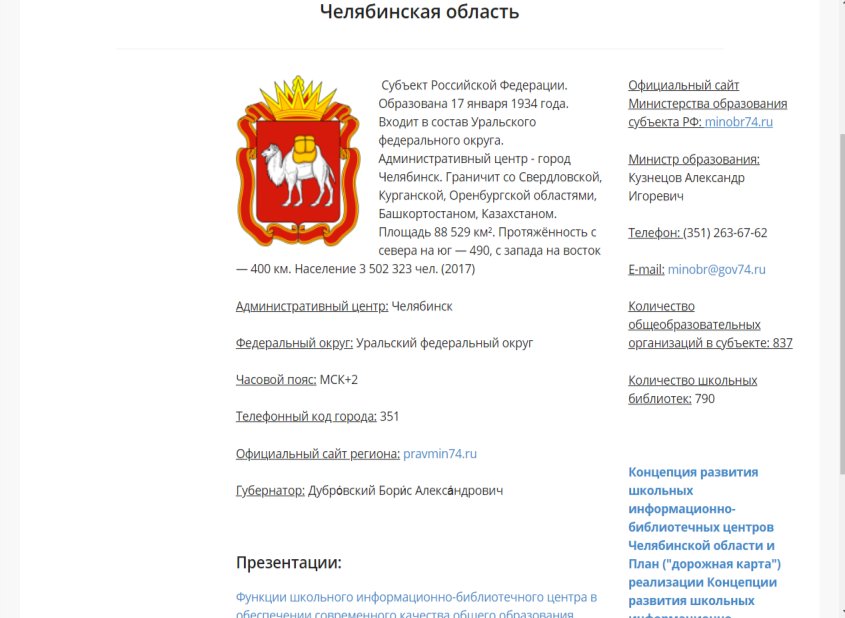 Челябинская область
Субъект Российской Федерации.
Образована 17 января 1934 года.
Входит в состав Уральского
федерального округа.
Административный центр - город
Челябинск. Граничит со Свердловской,
Курганской, Оренбургской областями,
Башкортостаном, Казахстаном.
Площадь 88 529 км². Протяжённость с
севера на юг — 490, с запада на восток
— 400 км. Население 3 502 323 чел. (2017)
Административный центр: Челябинск
Федеральный округ: Уральский федеральный округ
Часовой пояс: МСК+2
Телефонный код города: 351
Официальный сайт региона: pravmin74.ru
Губернатор: Дубро́вский Бори́с Алекса́ндрович
Презентации:
Функции школьного информационно-библиотечного центра в
обеспечении современного качества общего образования
Официальный сайт
Министерства образования
субъекта РФ: minobr74.ru
Министр образования:
Кузнецов Александр
Игоревич
Телефон: (351) 263-67-62
E-mail: minobr@gov74.ru
Количество
общеобразовательных
организаций в субъекте: 837
Количество школьных
библиотек: 790
Концепция развития
школьных
информационно-
библиотечных центров
Челябинской области и
План ("дорожная карта")
реализации Концепции
развития школьных
информационно-